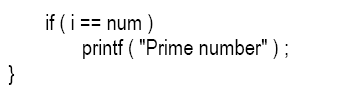 if ( i == num )
printf ( "Prime number" ) ;
}